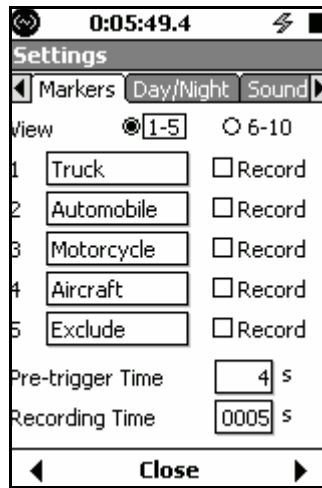 0:05:49.4
Settings
Markers Day/Night Sound
View 1-5 6-10
1 Truck Record
2 Automobile Record
3 Motorcycle Record
4 Aircraft Record
5 Exclude Record
Pre-trigger Time 4 s
Recording Time 0005 s
Close